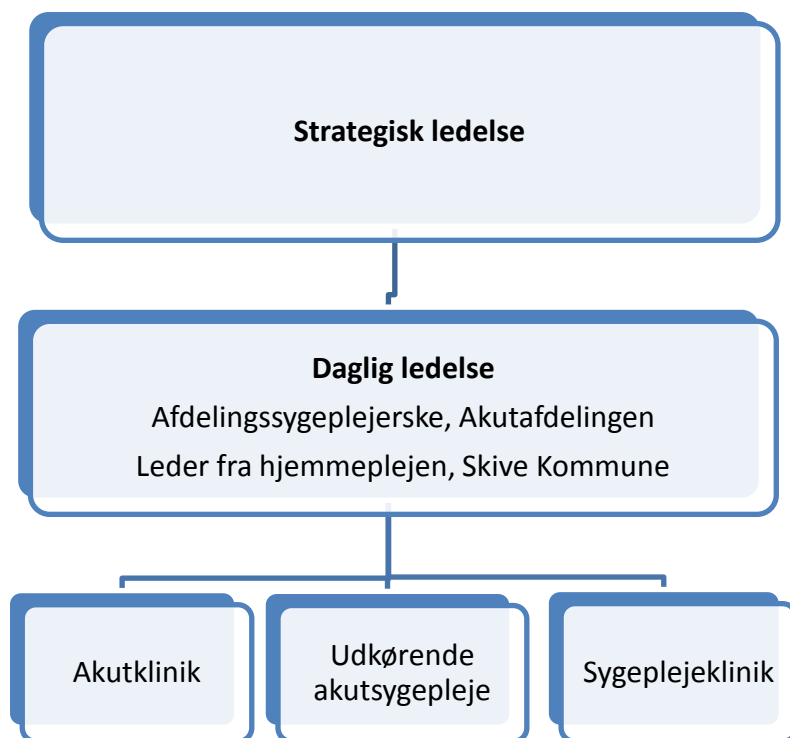 Strategisk ledelse
Daglig ledelse
Afdelingssygeplejerske, Akutafdelingen
Leder fra hjemmeplejen, Skive Kommune
Akutklinik
Udkørende
akutsygepleje
Sygeplejeklinik